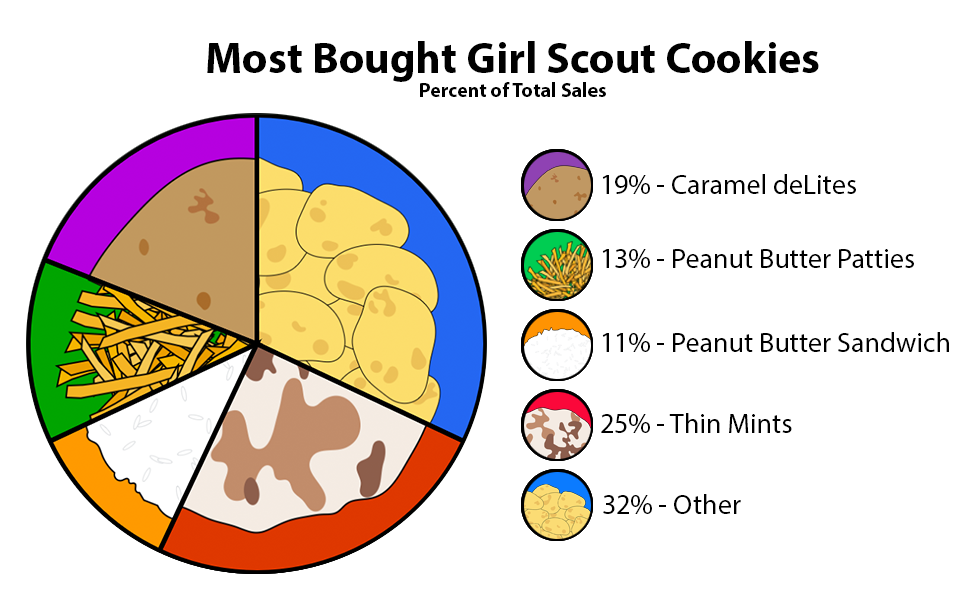 Most Bought Girl Scout Cookies
Percent of Total Sales
19% - Caramel deLites
13% - Peanut Butter Patties
11% - Peanut Butter Sandwich
25% - Thin Mints
32% - Other